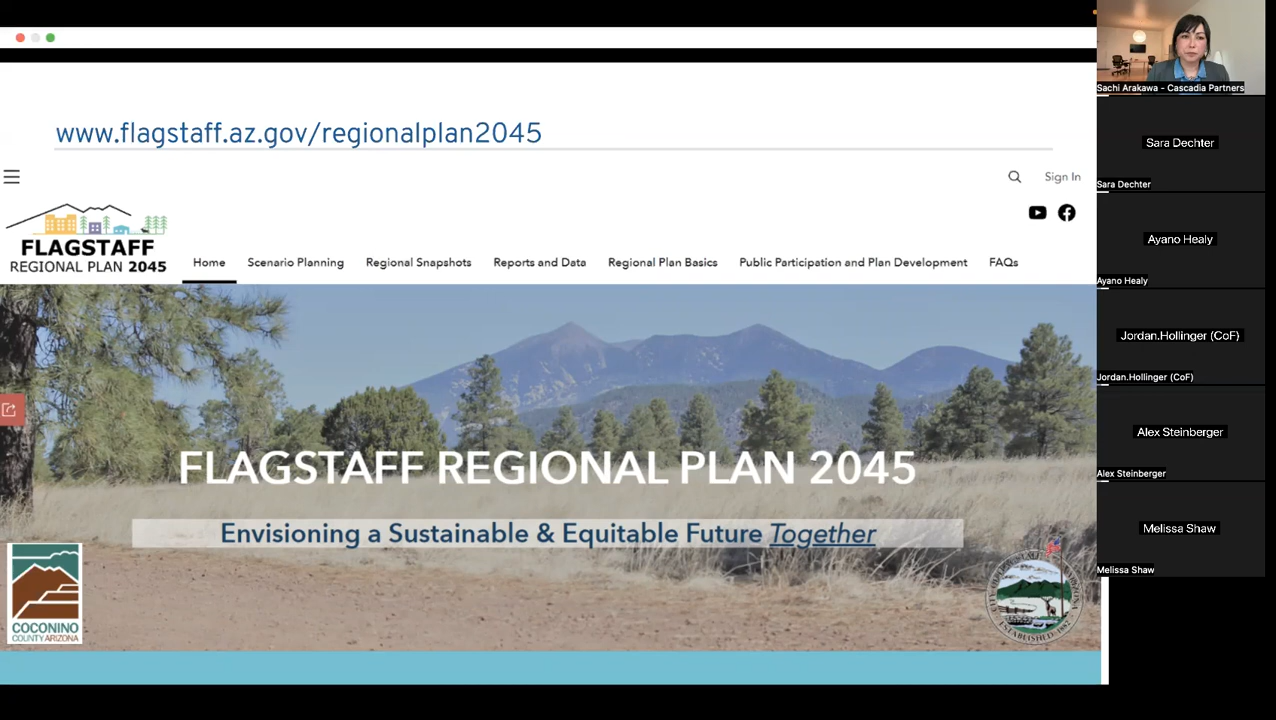 www.flagstaff.az.gov/regionalplan2045
Sign In
FLAGSTAFF
REGIONAL PLAN 2045
Home
Scenario Planning
Regional Snapshots
Reports and Data
Regional Plan Basics
Public Participation and Plan Development
FAQs
FLAGSTAFF REGIONAL PLAN 2045
Envisioning a Sustainable & Equitable Future Together
COCONINO
COUNTY ARIZONA
Sachi Arakawa - Cascadia Partners
Sara Dechter
Sara Dechter
Ayano Healy
Ayano Healy
Jordan.Hollinger (CoF)
Jordan.Hollinger (CoF)
Alex Steinberger
Alex Steinberger
Melissa Shaw
Melissa Shaw